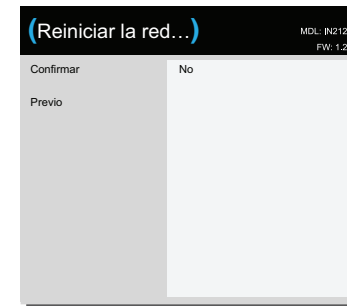 (Reiniciar la red…)
MDL: IN212
FW: 1.2
Confirmar No
Previo